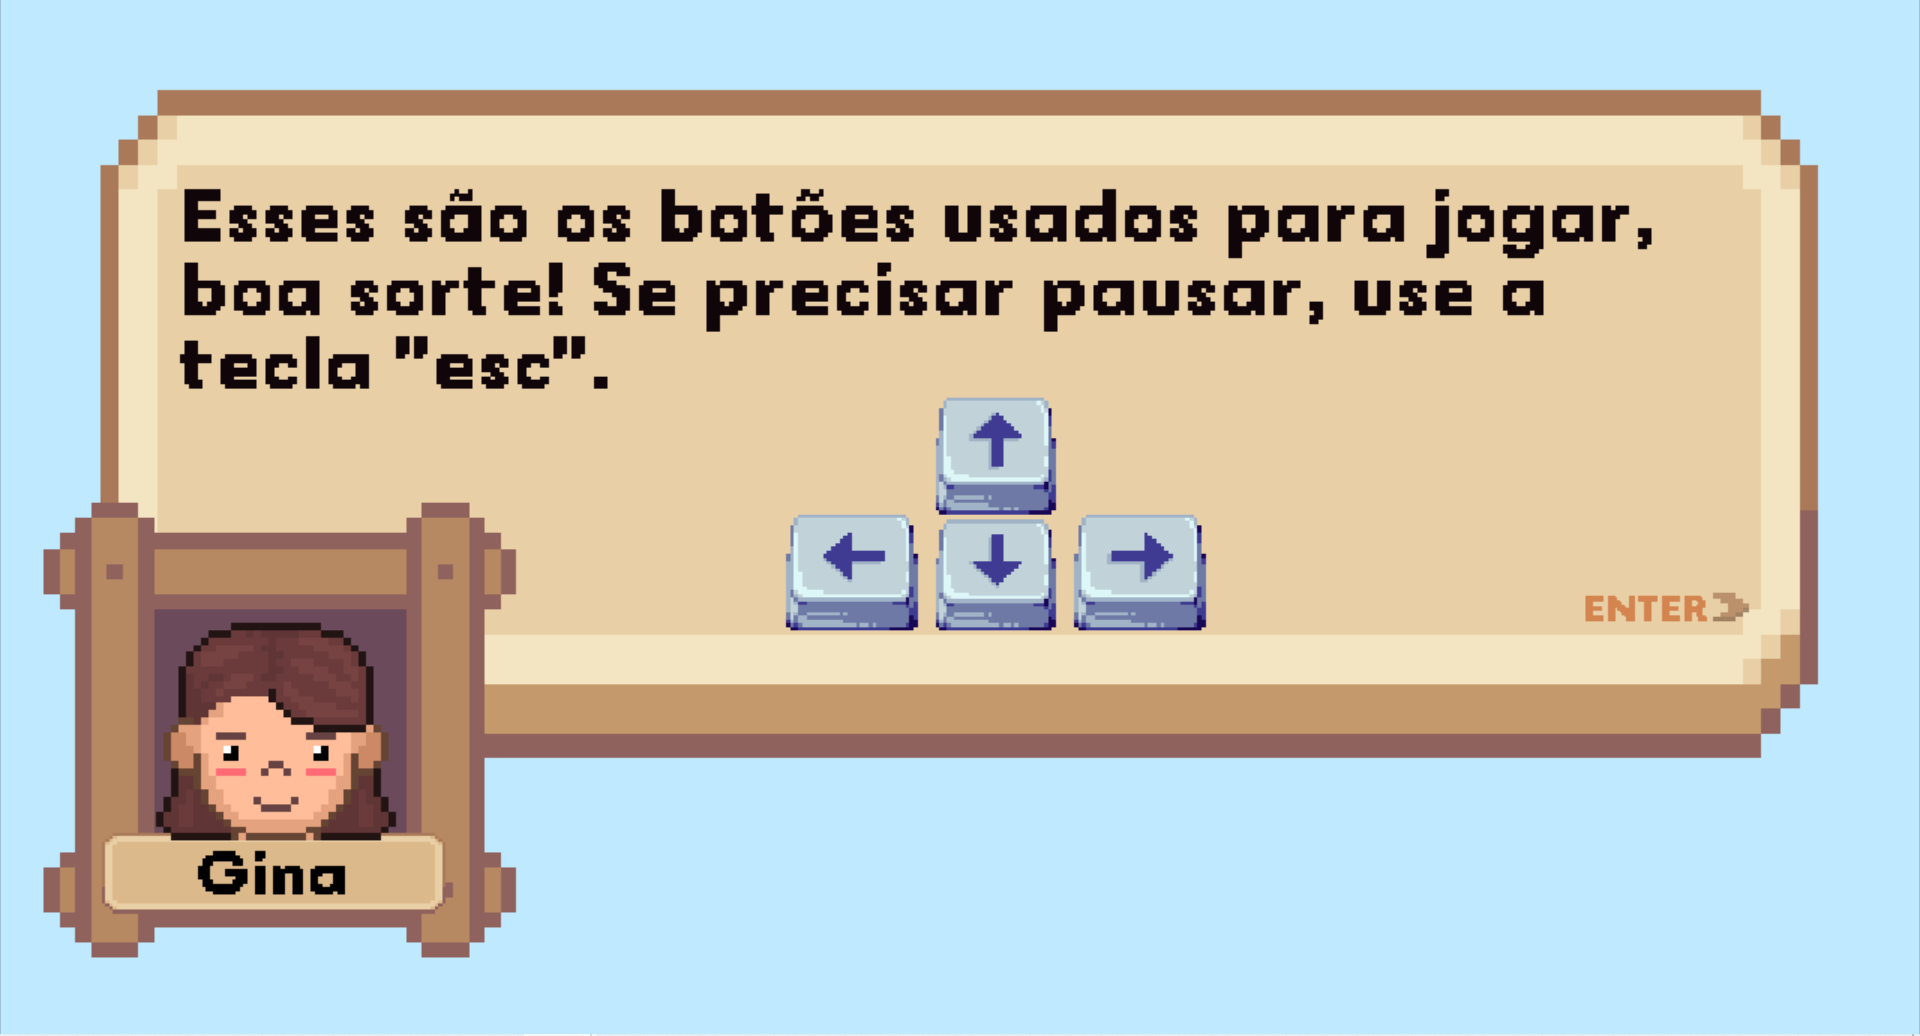 Esses são os botões usados para jogar,
boa sorte! Se precisar pausar, use a
tecla "esc".
ENTER
Gina